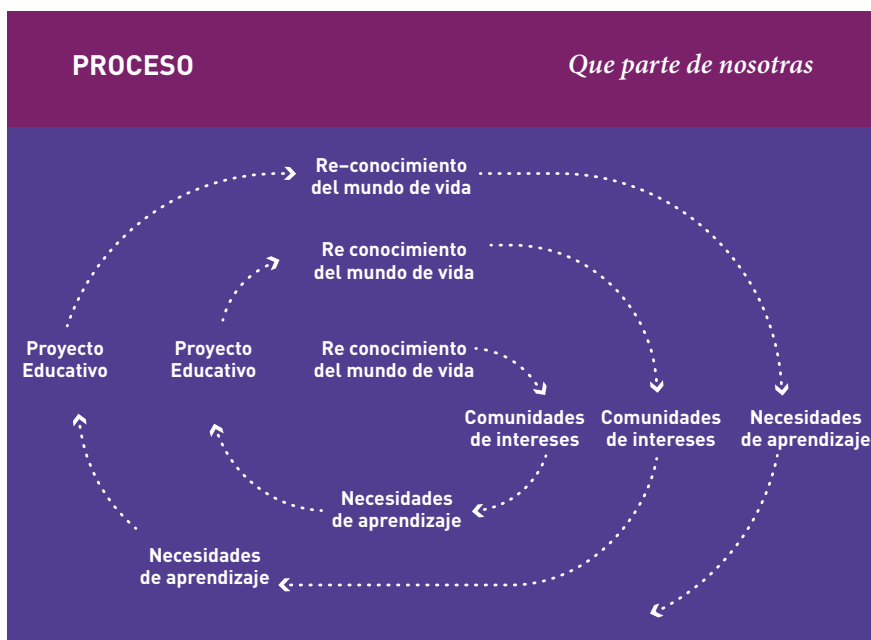 PROCESO
Que parte de nosotras
Re–conocimiento
del mundo de vida
Re conocimiento
del mundo de vida
Proyecto
Educativo
Proyecto
Educativo
Re conocimiento
del mundo de vida
Comunidades
de intereses
Comunidades
de intereses
Necesidades
de aprendizaje
Necesidades
de aprendizaje
Necesidades
de aprendizaje